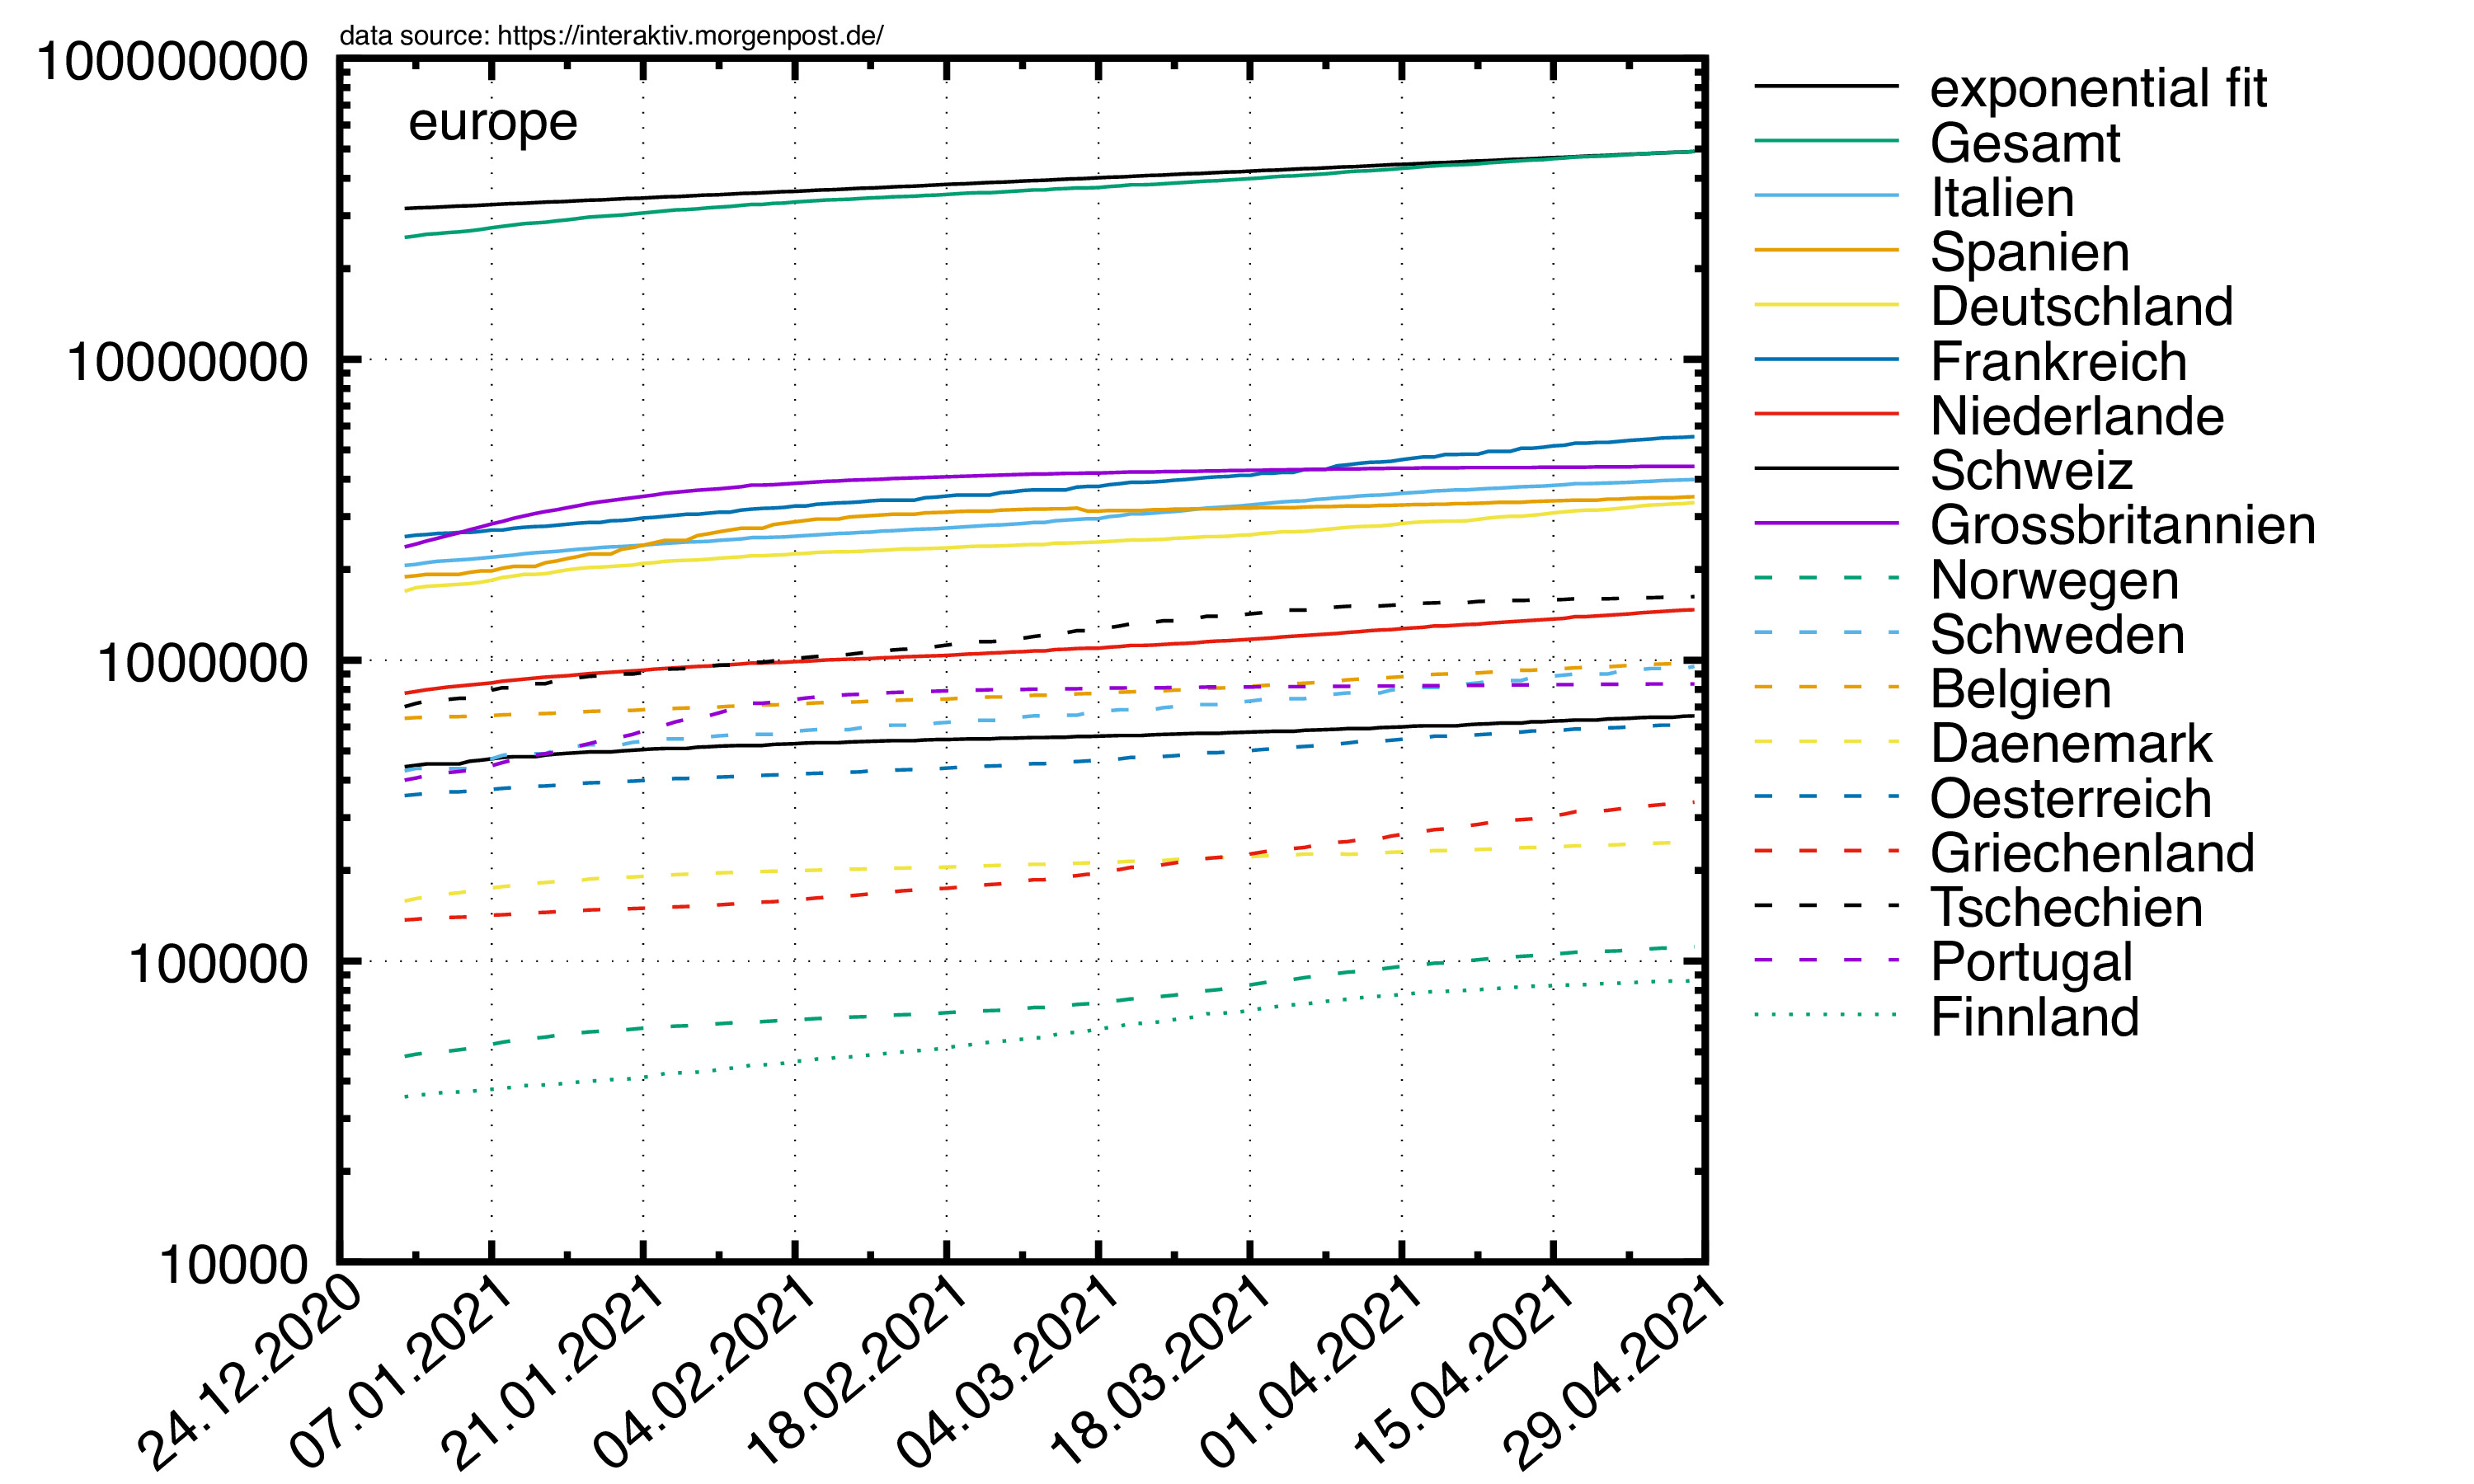 data source: https://interaktiv.morgenpost.de/
europe
100000000
10000000
1000000
100000
10000
24.12.2020
07.01.2021
21.01.2021
04.02.2021
18.02.2021
04.03.2021
18.03.2021
01.04.2021
15.04.2021
29.04.2021
exponential fit
Gesamt
Italien
Spanien
Deutschland
Frankreich
Niederlande
Schweiz
Grossbritannien
Norwegen
Schweden
Belgien
Daenemark
Oesterreich
Griechenland
Tschechien
Portugal
Finnland